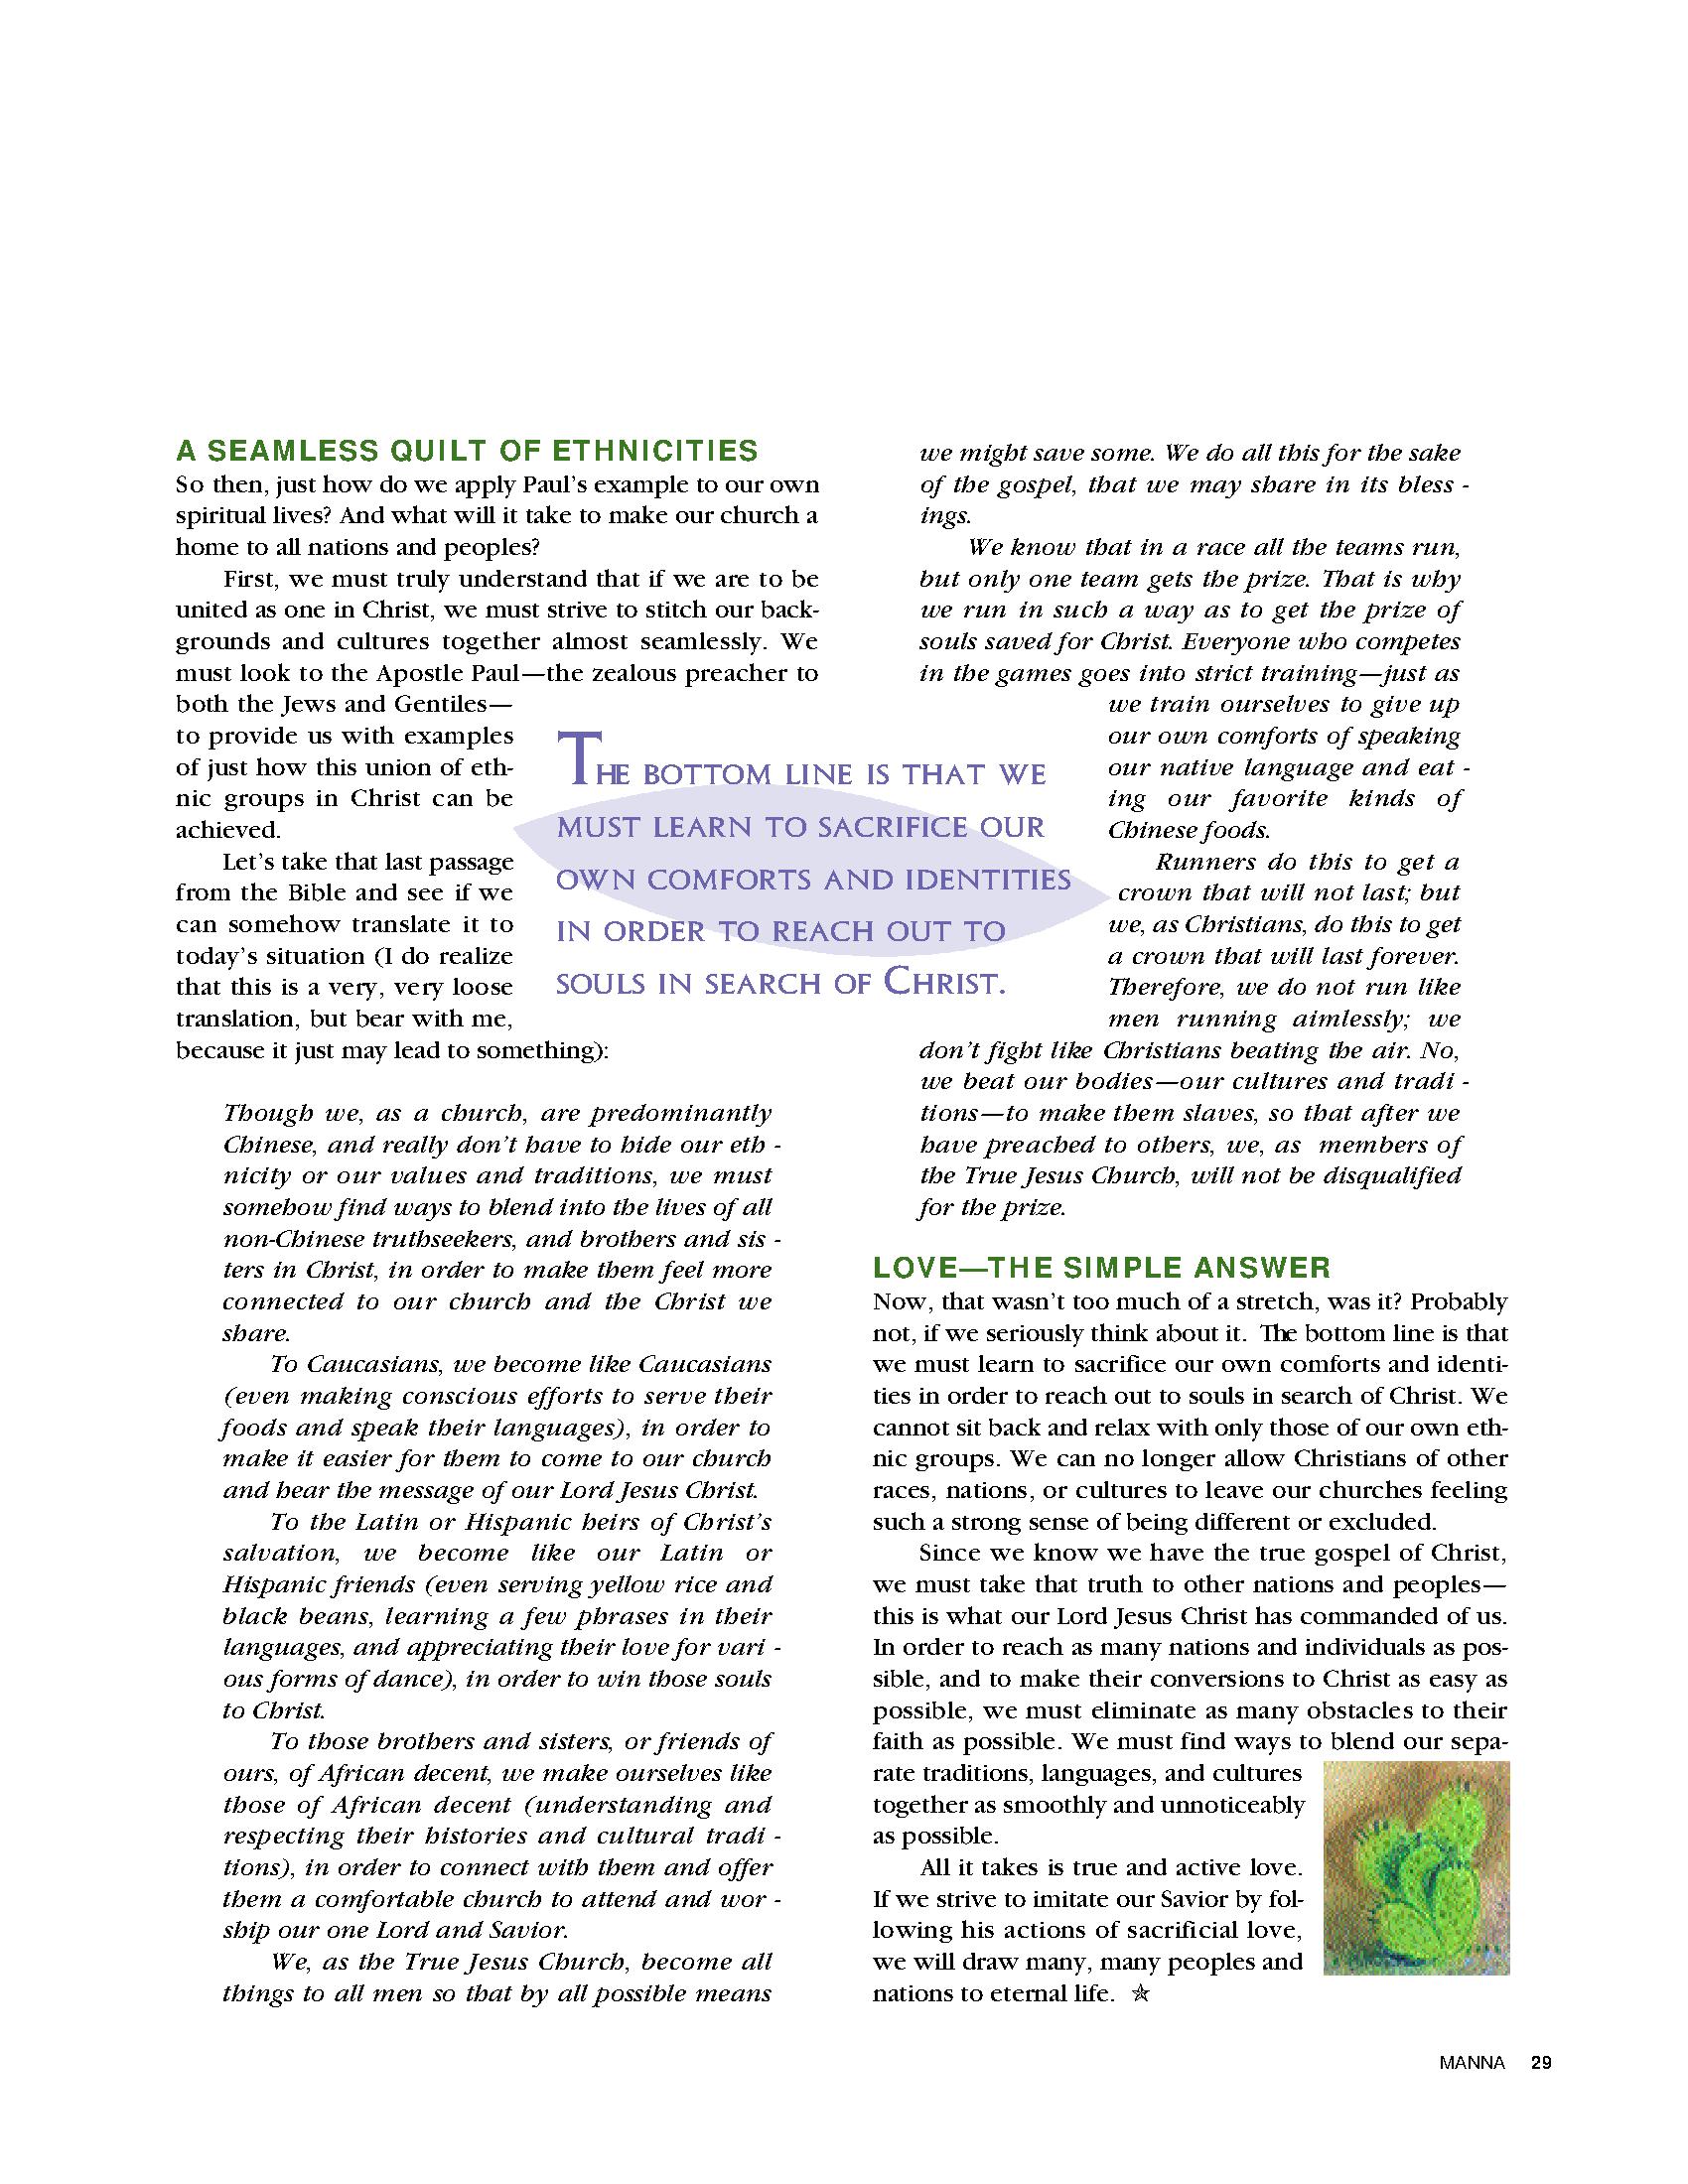 A SEAMLESS QUILT OF ETHNICITIES
So then, just how do we apply Paul's example to our own
spiritual lives? And what will it take to make our church a
home to all nations and peoples?
First, we must truly understand that if we are to be
united as one in Christ, we must strive to stitch our back-
grounds and cultures together almost seamlessly. We
must look to the Apostle Paul—the zealous preacher to
both the Jews and Gentiles—
to provide us with examples
of just how this union of eth-
nic groups in Christ can be
achieved.
Let's take that last passage
from the Bible and see if we
can somehow translate it to
today's situation (I do realize
that this is a very, very loose
translation, but bear with me,
because it just may lead to something):
Though we, as a church, are predominantly
Chinese, and really don't have to hide our eth -
nicity or our values and traditions, we must
somehow find ways to blend into the lives of all
non-Chinese truthseekers, and brothers and sis -
ters in Christ, in order to make them feel more
connected to our church and the Christ we
share.
To Caucasians, we become like Caucasians
(even making conscious efforts to serve their
foods and speak their languages), in order to
make it easier for them to come to our church
and hear the message of our Lord Jesus Christ.
To the Latin or Hispanic heirs of Christ's
salvation, we become like our Latin or
Hispanic friends (even serving yellow rice and
black beans, learning a few phrases in their
languages, and appreciating their love for vari -
ous forms of dance), in order to win those souls
to Christ.
To those brothers and sisters, or friends of
ours, of African decent, we make ourselves like
those of African decent (understanding and
respecting their histories and cultural tradi -
tions), in order to connect with them and offer
them a comfortable church to attend and wor -
ship our one Lord and Savior.
We, as the True Jesus Church, become all
things to all men so that by all possible means
THE BOTTOM LINE IS THAT WE
MUST LEARN TO SACRIFICE OUR
OWN COMFORTS AND IDENTITIES
IN ORDER TO REACH OUT TO
SOULS IN SEARCH OF CHRIST.
we might save some. We do all this for the sake
of the gospel, that we may share in its bless -
ings.
We know that in a race all the teams run,
but only one team gets the prize. That is why
we run in such a way as to get the prize of
souls saved for Christ. Everyone who competes
in the games goes into strict training—just as
we train ourselves to give up
our own comforts of speaking
our native language and eat -
ing our favorite kinds of
Chinese foods.
Runners do this to get a
crown that will not last; but
we, as Christians, do this to get
a crown that will last forever.
Therefore, we do not run like
men running aimlessly; we
don't fight like Christians beating the air. No,
we beat our bodies—our cultures and tradi -
tions—to make them slaves, so that after we
have preached to others, we, as members of
the True Jesus Church, will not be disqualified
for the prize.
LOVE—THE SIMPLE ANSWER
Now, that wasn't too much of a stretch, was it? Probably
not, if we seriously think about it. The bottom line is that
we must learn to sacrifice our own comforts and identi-
ties in order to reach out to souls in search of Christ. We
cannot sit back and relax with only those of our own eth-
nic groups. We can no longer allow Christians of other
races, nations, or cultures to leave our churches feeling
such a strong sense of being different or excluded.
Since we know we have the true gospel of Christ,
we must take that truth to other nations and peoples—
this is what our Lord Jesus Christ has commanded of us.
In order to reach as many nations and individuals as pos-
sible, and to make their conversions to Christ as easy as
possible, we must eliminate as many obstacles to their
faith as possible. We must find ways to blend our sepa-
rate traditions, languages, and cultures
together as smoothly and unnoticeably
as possible.
All it takes is true and active love.
If we strive to imitate our Savior by fol-
lowing his actions of sacrificial love,
we will draw many, many peoples and
nations to eternal life. ✯
MANNA 29